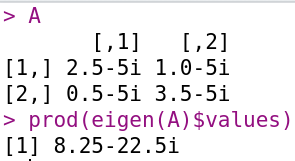 > A
        [,1]    [,2]
[1,] 2.5-5i 1.0-5i
[2,] 0.5-5i 3.5-5i
> prod(eigen(A)$values)
[1] 8.25-22.5i